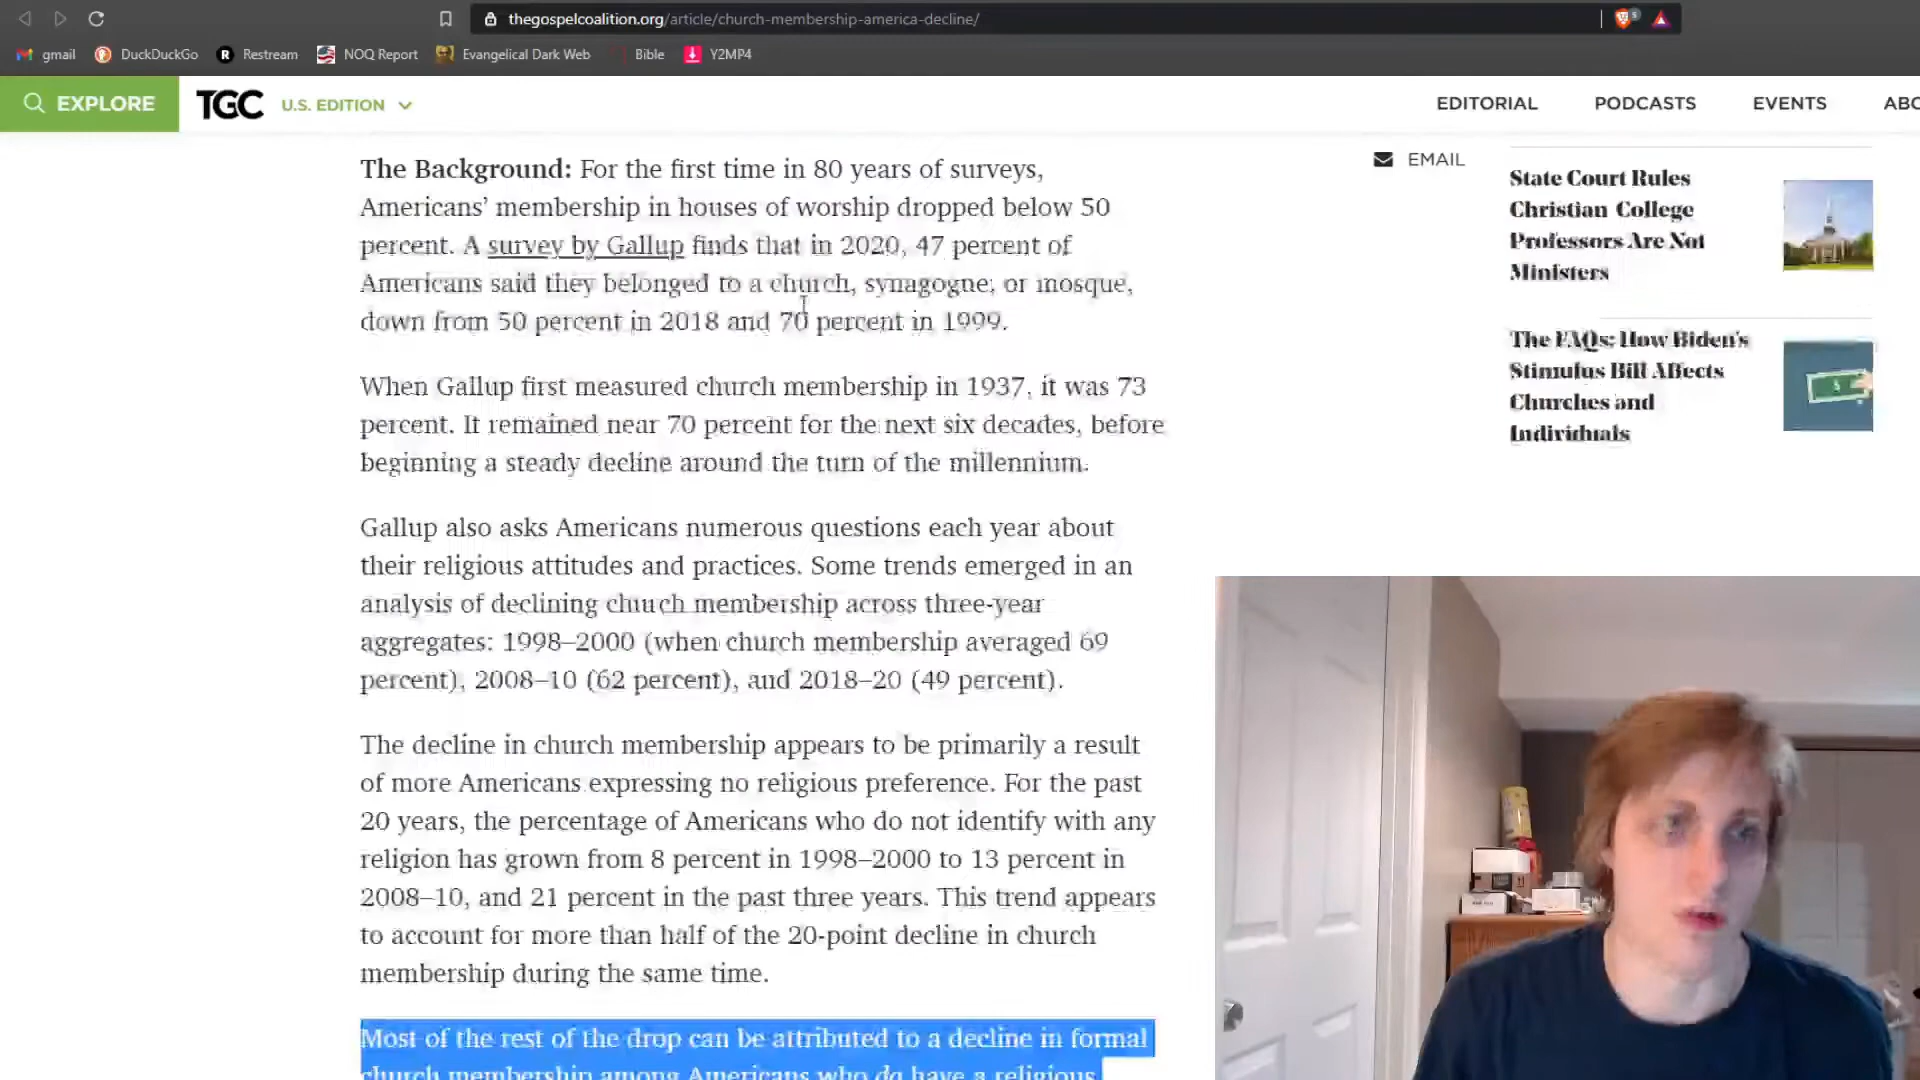 thegospelcoalition.org/article/church-membership-america-decline/
gmail DuckDuckGo Restream NOQ Report Evangelical Dark Web Bible Y2MP4
EXPLORE TGC U.S. EDITION EDITORIAL PODCASTS EVENTS ABO
The Background: For the first time in 80 years of surveys,
Americans’ membership in houses of worship dropped below 50
percent. A survey by Gallup finds that in 2020, 47 percent of
Americans said they belonged to a church, synagogue, or mosque,
down from 50 percent in 2018 and 70 percent in 1999.
When Gallup first measured church membership in 1937, it was 73
percent. It remained near 70 percent for the next six decades, before
beginning a steady decline around the turn of the millennium.
Gallup also asks Americans numerous questions each year about
their religious attitudes and practices. Some trends emerged in an
analysis of declining church membership across three-year
aggregates: 1998–2000 (when church membership averaged 69
percent), 2008–10 (62 percent), and 2018–20 (49 percent).
The decline in church membership appears to be primarily a result
of more Americans expressing no religious preference. For the past
20 years, the percentage of Americans who do not identify with any
religion has grown from 8 percent in 1998–2000 to 13 percent in
2008–10, and 21 percent in the past three years. This trend appears
to account for more than half of the 20-point decline in church
membership during the same time.
Most of the rest of the drop can be attributed to a decline in formal
church membership among Americans who do have a religious
EMAIL
State Court Rules
Christian College
Professors Are Not
Ministers
The FAQs: How Biden’s
Stimulus Bill Affects
Churches and
Individuals